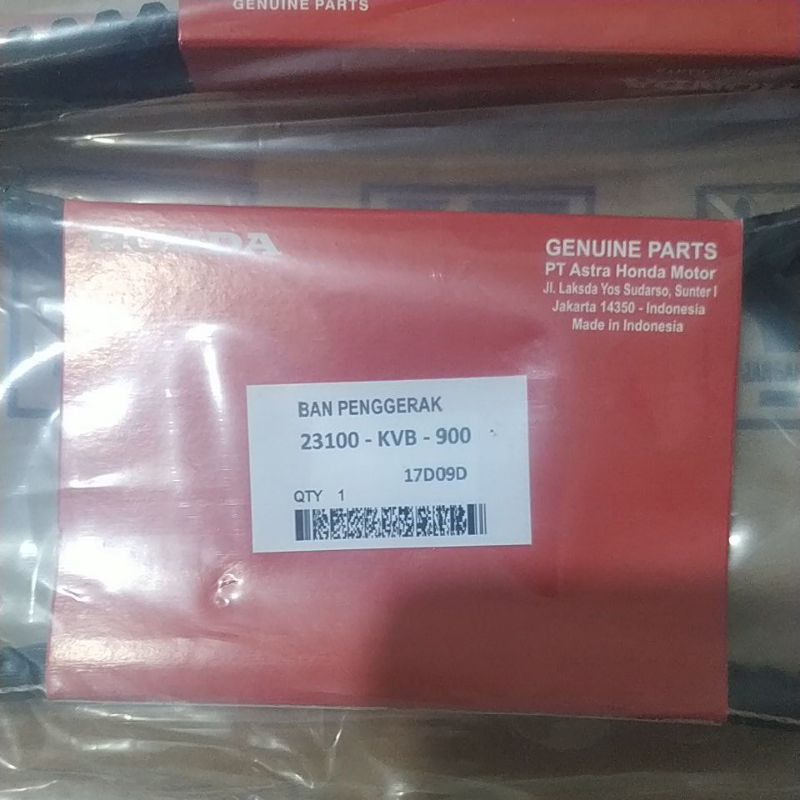 GENUINE PARTS
HONDA
GENUINE PARTS
PT Astra Honda Motor
Jl. Laksda Yos Sudarso, Sunter I
Jakarta 14350 - Indonesia
Made in Indonesia
BAN PENGGERAK
23100 - KVB - 900
17D09D
QTY 1